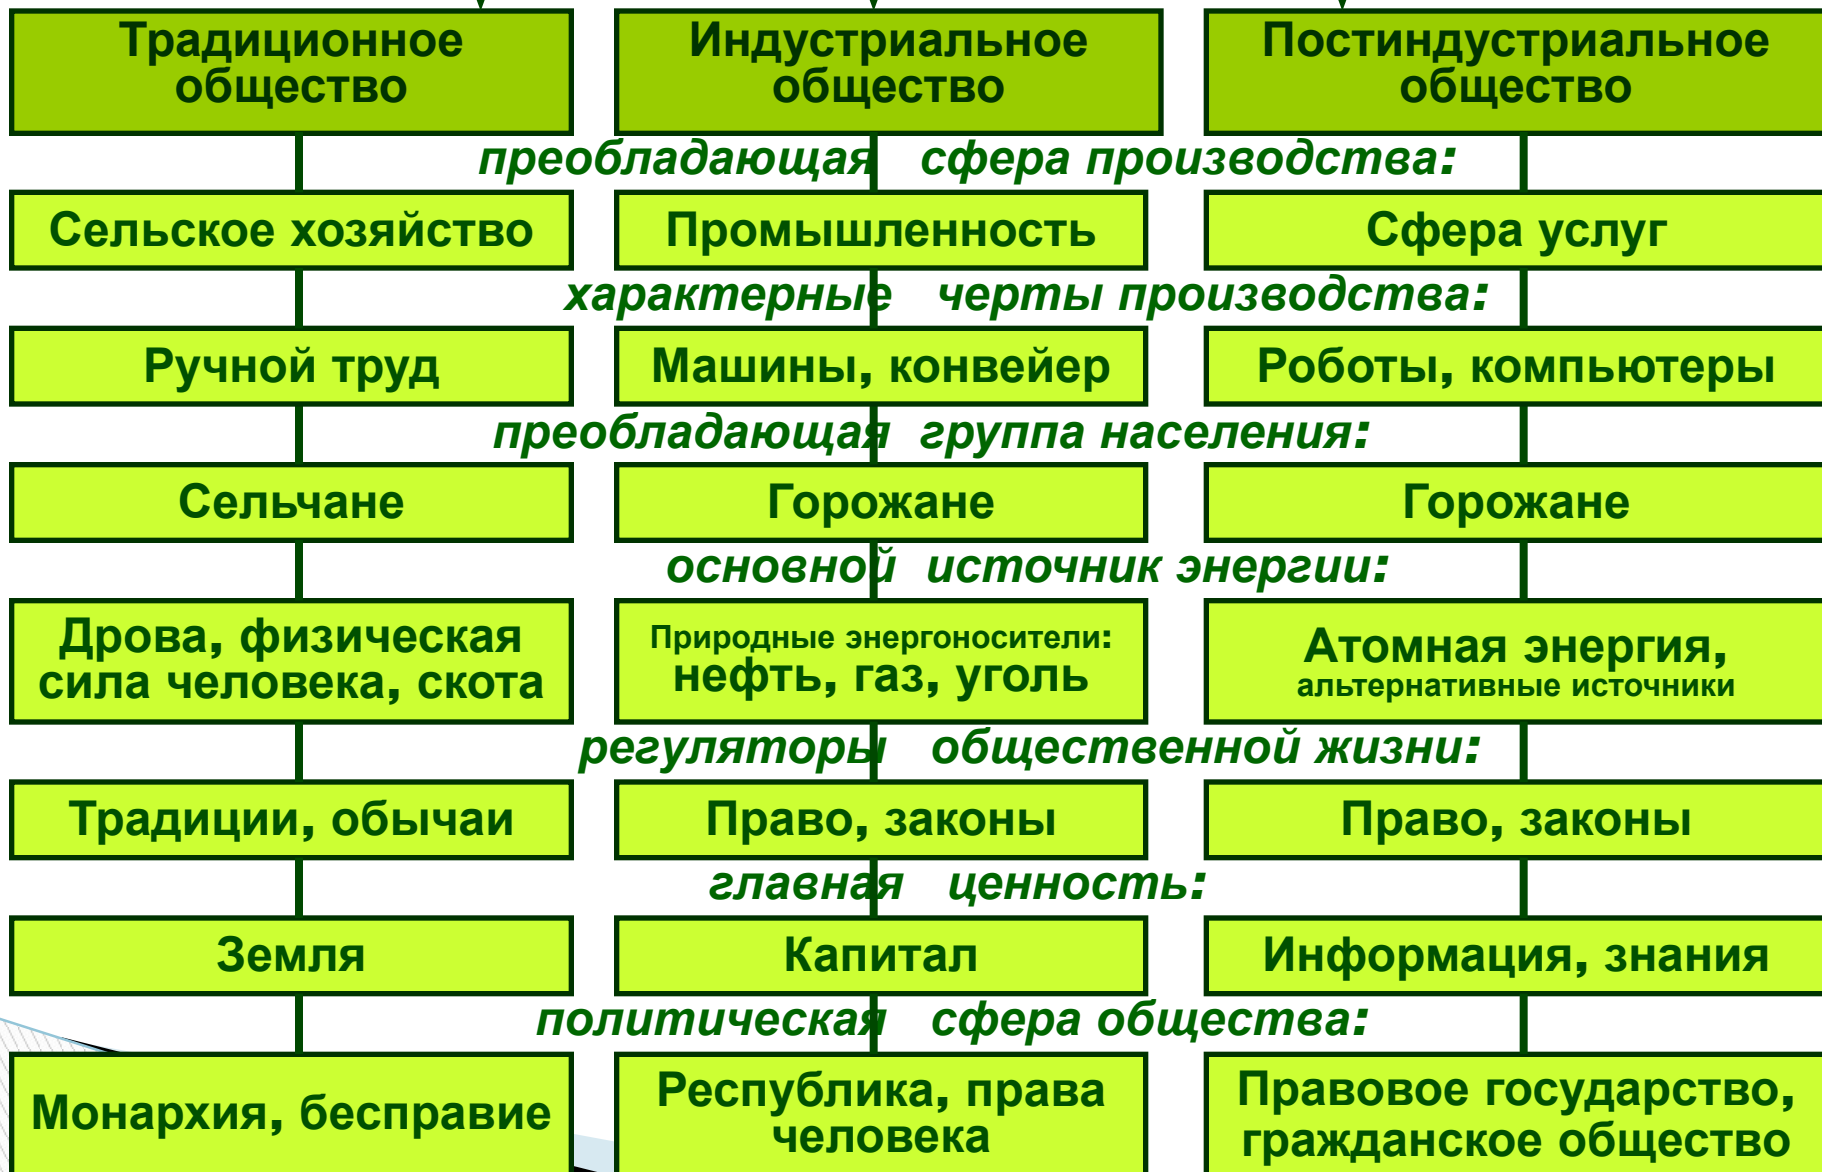 Традиционное
общество
Индустриальное
общество
Постиндустриальное
общество
преобладающая сфера производства:
Сельское хозяйство
Промышленность
Сфера услуг
характерные черты производства:
Ручной труд
Машины, конвейер
Роботы, компьютеры
преобладающая группа населения:
Сельчане
Горожане
Горожане
основной источник энергии:
Дрова, физическая
сила человека, скота
Природные энергоносители:
нефть, газ, уголь
Атомная энергия,
альтернативные источники
регуляторы общественной жизни:
Традиции, обычаи
Право, законы
Право, законы
главная ценность:
Земля
Капитал
Информация, знания
политическая сфера общества:
Монархия, бесправие
Республика, права
человека
Правовое государство,
гражданское общество